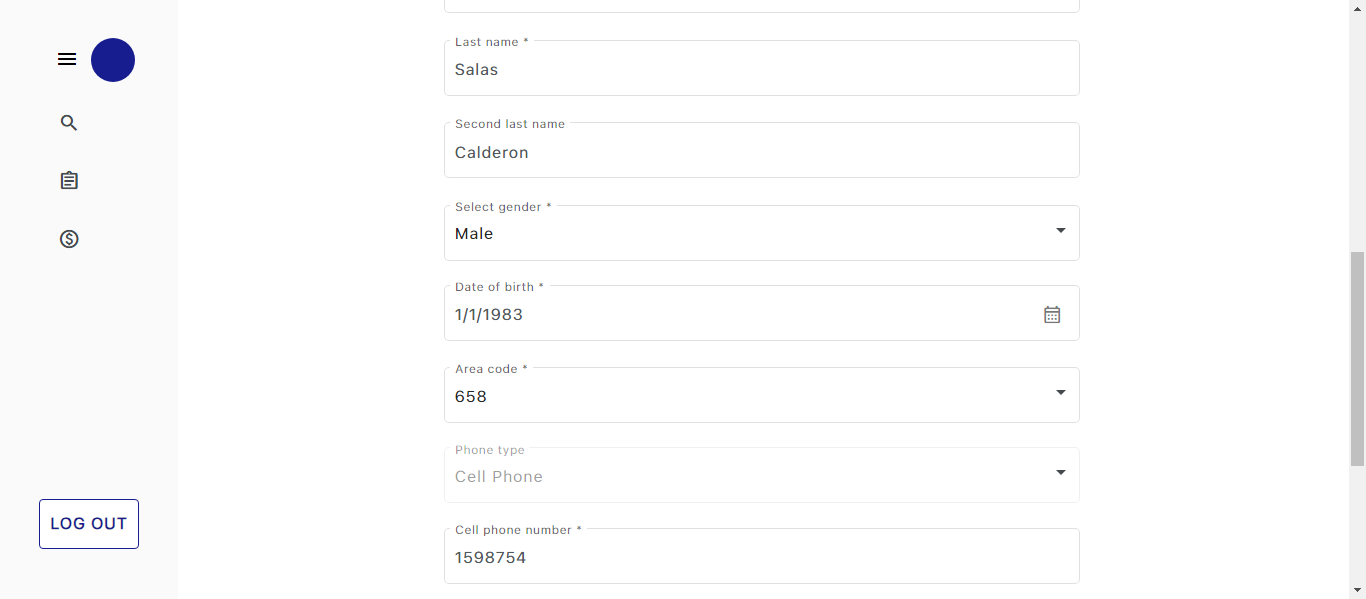 Last name *
Salas
Second last name
Calderon
Select gender *
Male
Date of birth *
1/1/1983
Area code *
658
Phone type
Cell Phone
Cell phone number *
1598754
LOG OUT